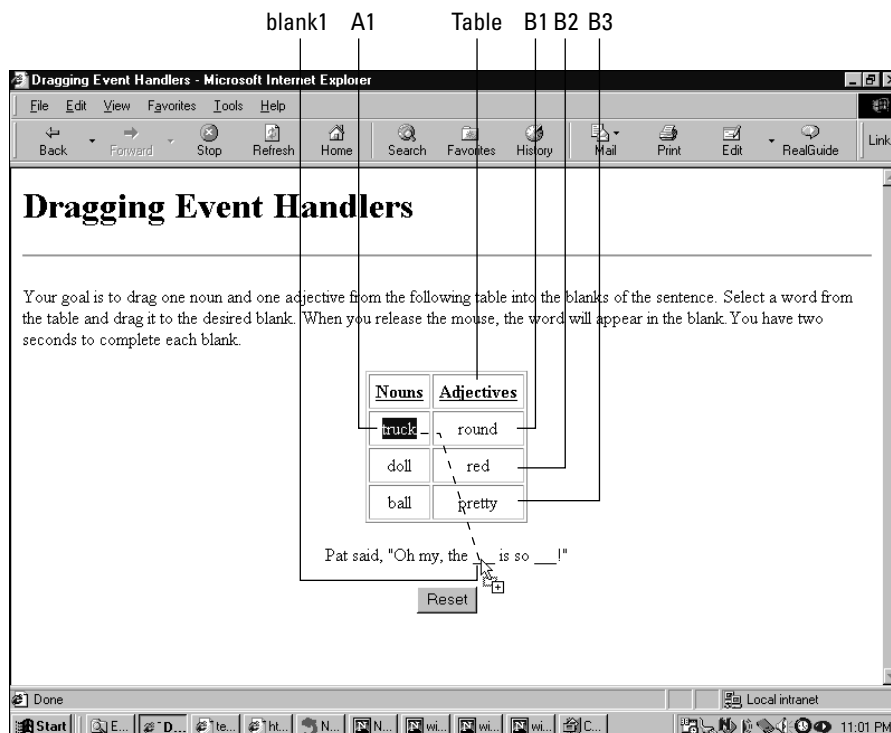 blank1 A1 Table B1 B2 B3
Dragging Event Handlers - Microsoft Internet Explorer
File Edit View Favorites Tools Help
Back Forward Stop Refresh Home Search Favorites History Mail Print Edit RealGuide Link
Dragging Event Handlers
Your goal is to drag one noun and one adjective from the following table into the blanks of the sentence. Select a word from
the table and drag it to the desired blank. When you release the mouse, the word will appear in the blank. You have two
seconds to complete each blank.
Nouns Adjectives
truck round
doll red
ball pretty
Pat said, "Oh my, the ___ is so ___!"
Reset
Done Local intranet
Start E... D... te... ht... N... N... wi... wi... wi... C... 11:01 PM